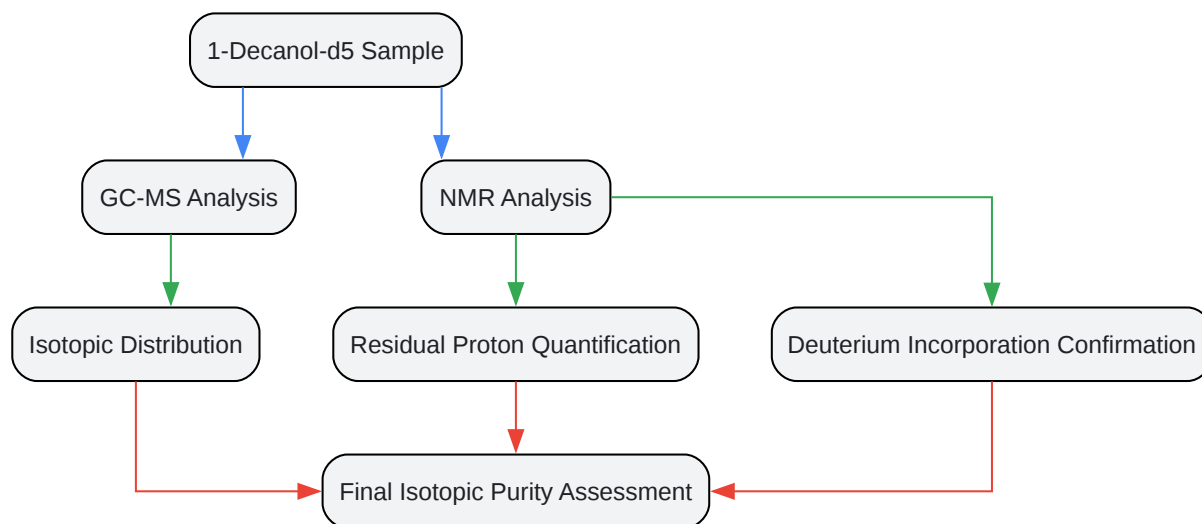 1-Decanol-d5 Sample
GC-MS Analysis
NMR Analysis
Isotopic Distribution
Residual Proton Quantification
Deuterium Incorporation Confirmation
Final Isotopic Purity Assessment